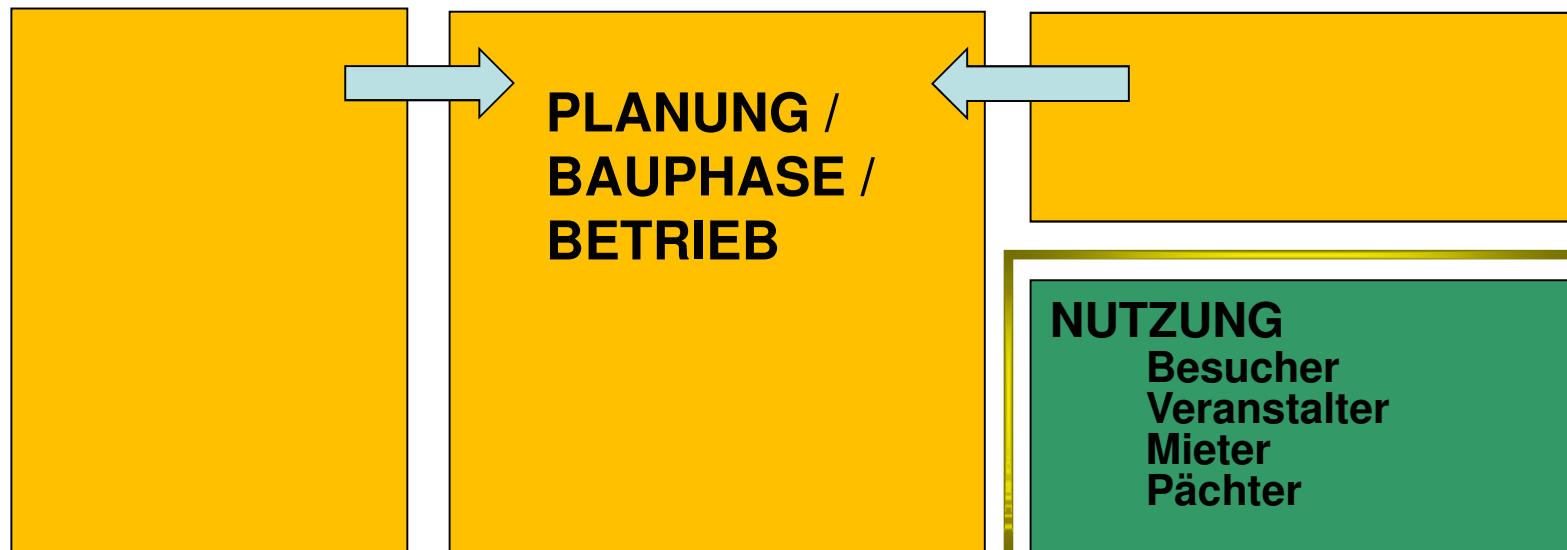 PLANUNG /
BAUPHASE /
BETRIEB
NUTZUNG
Besucher
Veranstalter
Mieter
Pächter